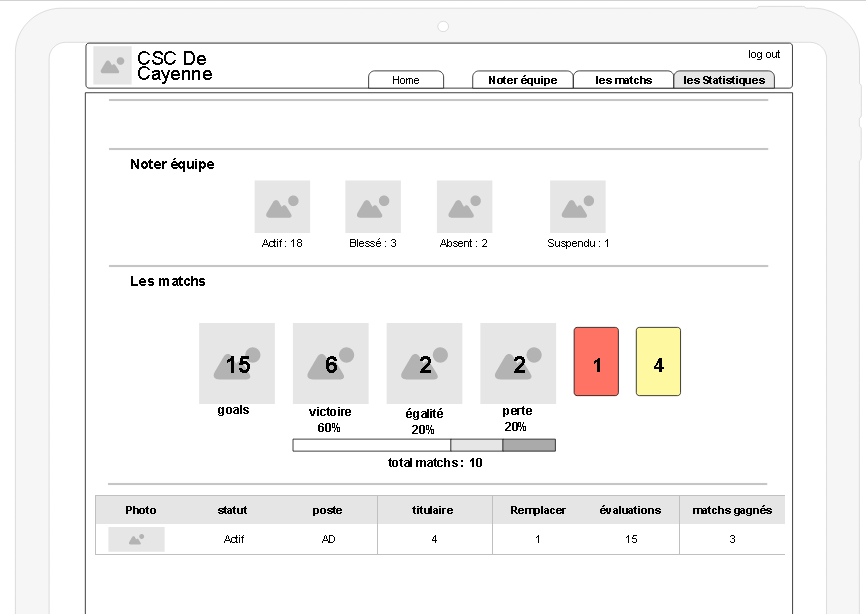 CSC De
Cayenne
log out
Home
Noter équipe
les matchs
les Statistiques
Noter équipe
Actif : 18
Blessé : 3
Absent : 2
Suspendu : 1
Les matchs
15
6
2
2
1
4
goals
victoire
égalité
perte
60%
20%
20%
total matchs : 10
Photo statut poste titulaire Remplacer évaluations matchs gagnés
Actif AD 4 1 15 3